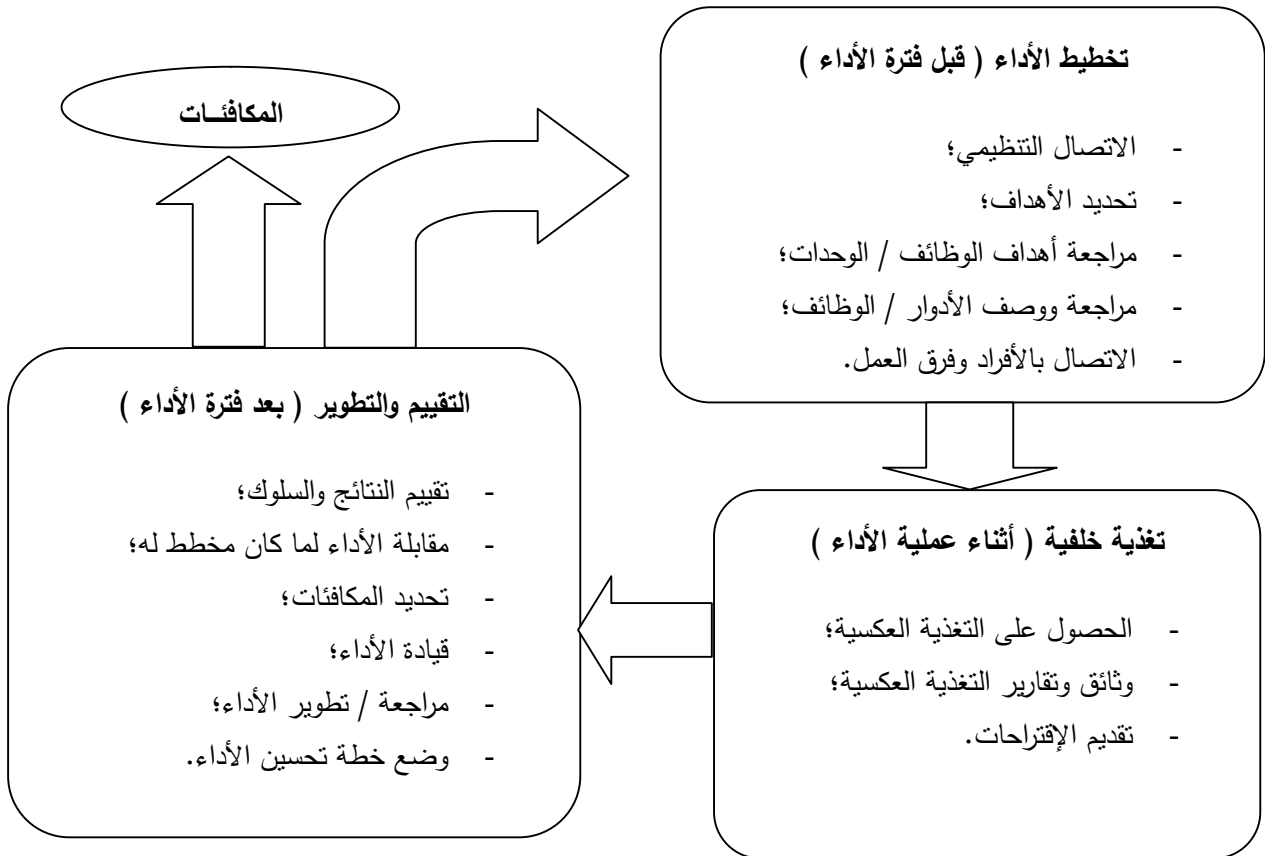 تخطيط الأداء ( قبل فترة الأداء )
- الاتصال التنظيمي؛
- تحديد الأهداف؛
- مراجعة أهداف الوظائف / الوحدات؛
- مراجعة ووصف الأدوار / الوظائف؛
- الاتصال بالأفراد وفرق العمل.
المكافئــات
تغذية خلفية ( أثناء عملية الأداء )
- الحصول على التغذية العكسية؛
- وثائق وتقارير التغذية العكسية؛
- تقديم الإقتراحات.
التقييم والتطوير ( بعد فترة الأداء )
- تقييم النتائج والسلوك؛
- مقابلة الأداء لما كان مخطط له؛
- تحديد المكافئات؛
- قيادة الأداء؛
- مراجعة / تطوير الأداء؛
- وضع خطة تحسين الأداء.